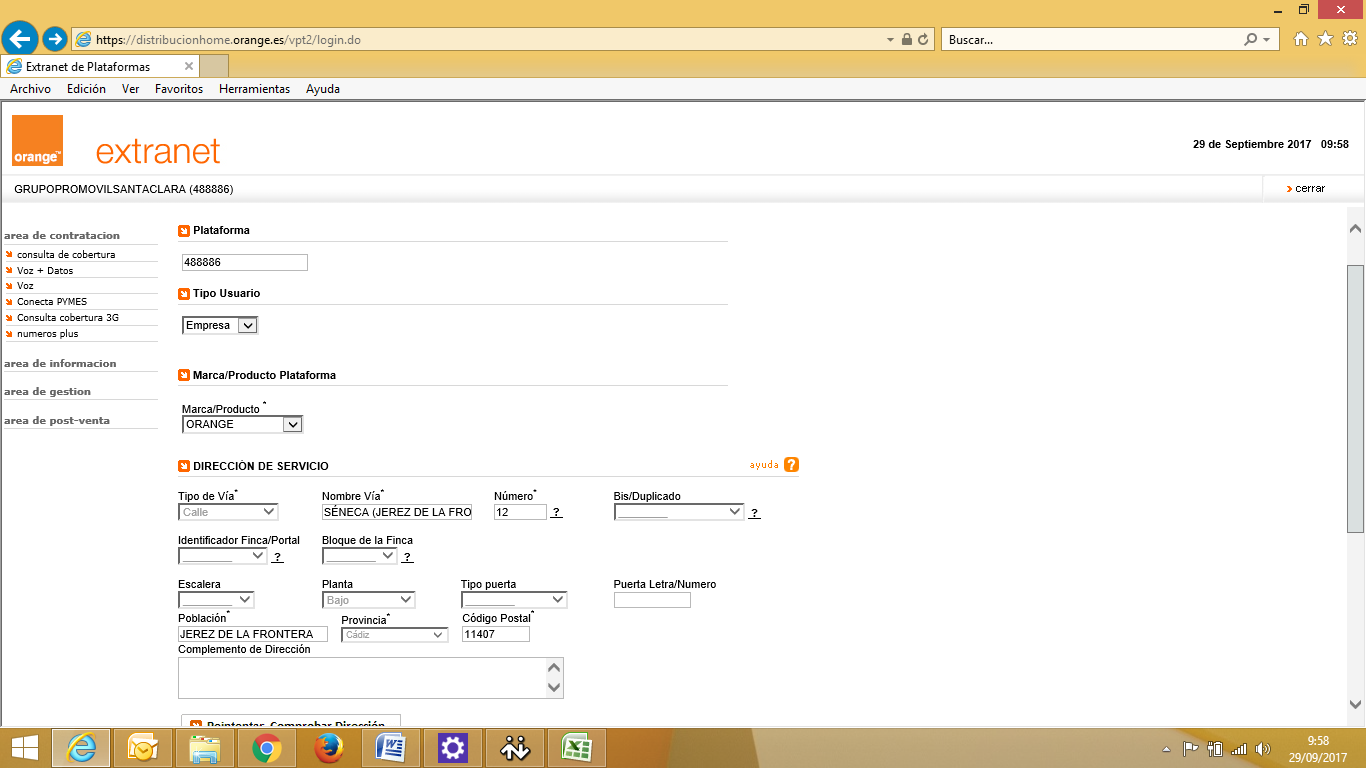 https://distribucionhome.orange.es/vpt2/login.do
Buscar...
Extranet de Plataformas
Archivo Edición Ver Favoritos Herramientas Ayuda
orange™
extranet
29 de Septiembre 2017 09:58
GRUPOPROMOVILSANTACLARA (488886)
cerrar
area de contratacion
consulta de cobertura
Voz + Datos
Voz
Conecta PYMES
Consulta cobertura 3G
numeros plus
area de informacion
area de gestion
area de post-venta
Plataforma
488886
Tipo Usuario
Empresa
Marca/Producto Plataforma
Marca/Producto *
ORANGE
DIRECCIÓN DE SERVICIO
ayuda ?
Tipo de Vía* Nombre Vía* Número* Bis/Duplicado
Calle SÉNECA (JEREZ DE LA FRO 12 ? ?
Identificador Finca/Portal Bloque de la Finca
? ?
Escalera Planta Tipo puerta Puerta Letra/Numero
Bajo
Población* Provincia* Código Postal*
JEREZ DE LA FRONTERA Cádiz 11407
Complemento de Dirección
Reintentar Comprobar Dirección
9:58
29/09/2017